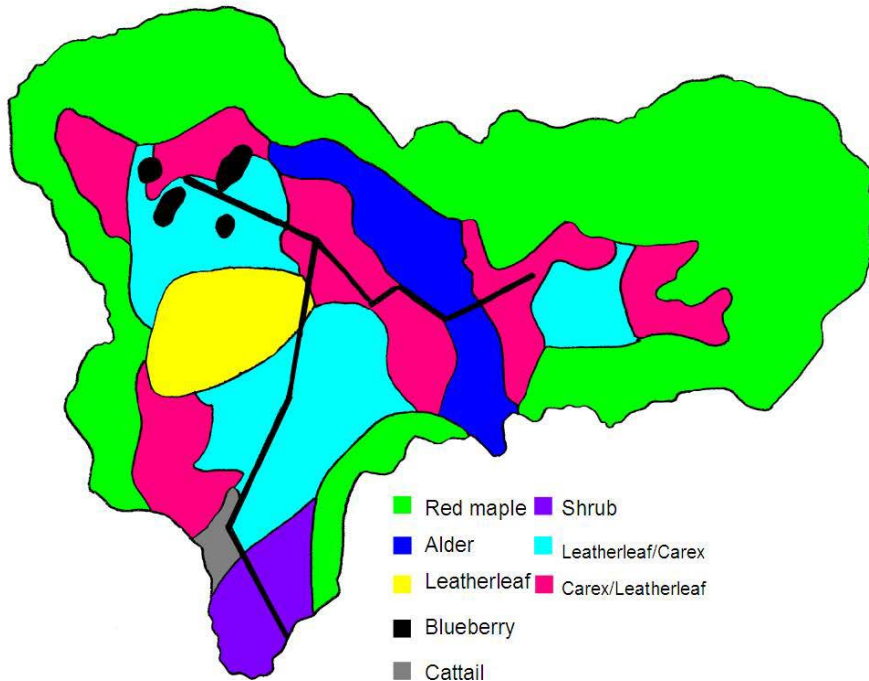 Red maple
Shrub
Alder
Leatherleaf/Carex
Leatherleaf
Carex/Leatherleaf
Blueberry
Cattail